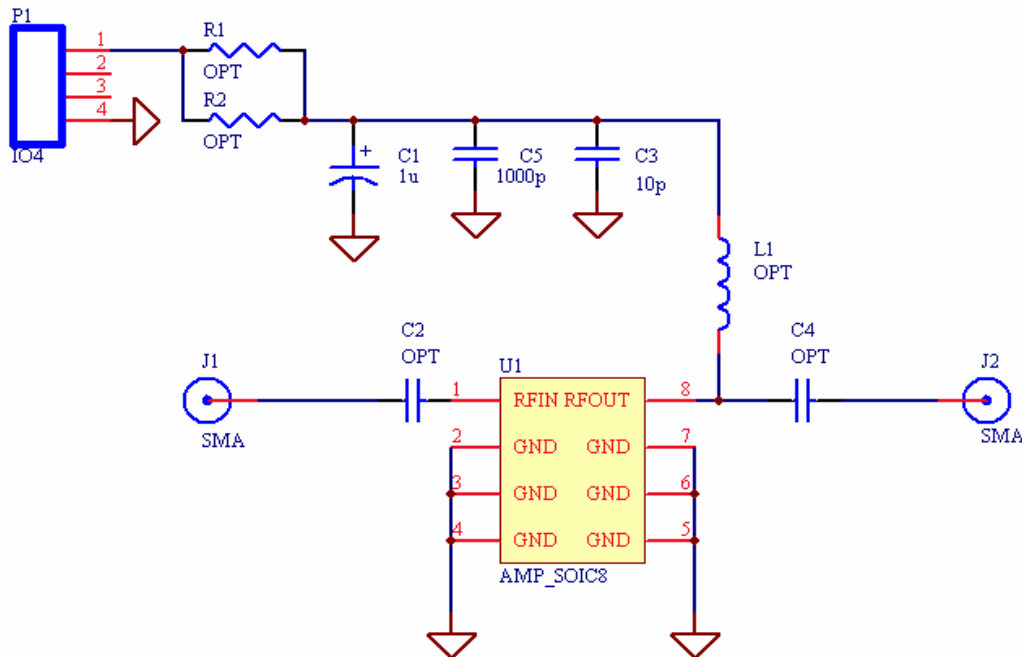 P1
1
2
3
4
IO4
R1
OPT
R2
OPT
+
C1
1u
C5
1000p
C3
10p
L1
OPT
C2
OPT
C4
OPT
J1
SMA
J2
SMA
U1
1 RFIN RFOUT 8
2 GND GND 7
3 GND GND 6
4 GND GND 5
AMP_SOIC8